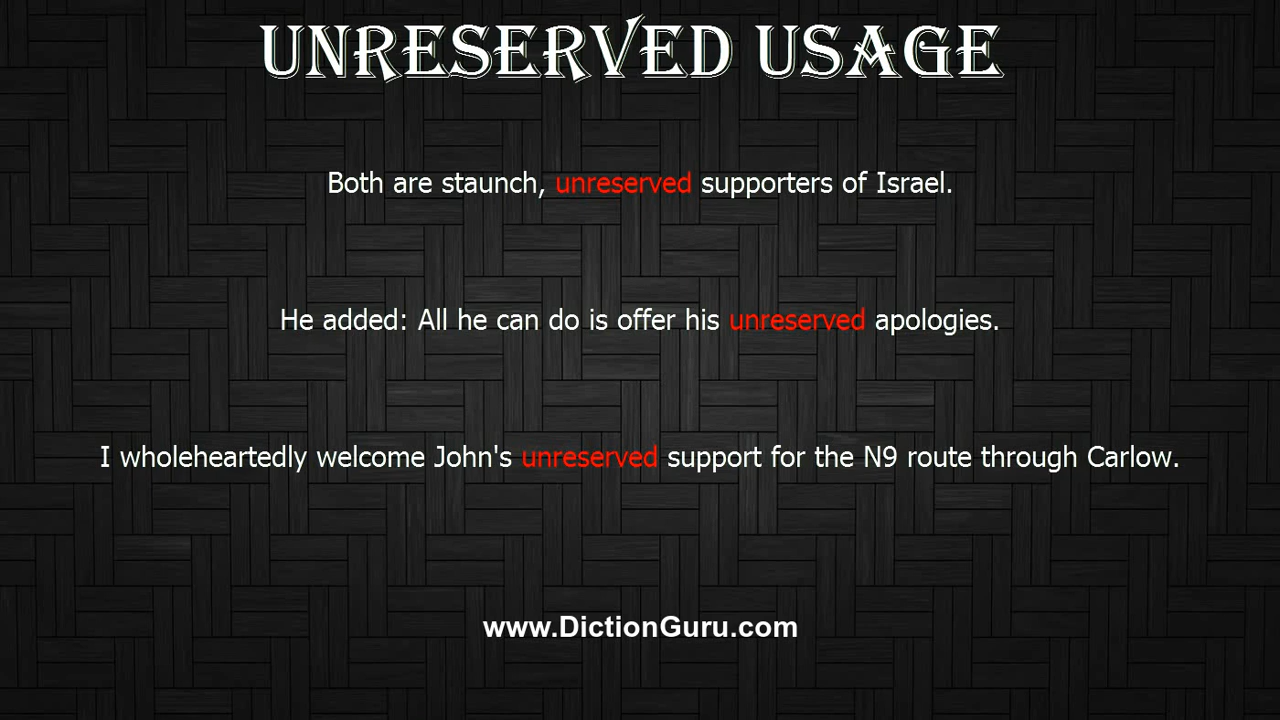 UNRESERVED USAGE
Both are staunch, unreserved supporters of Israel.
He added: All he can do is offer his unreserved apologies.
I wholeheartedly welcome John's unreserved support for the N9 route through Carlow.
www.DictionGuru.com